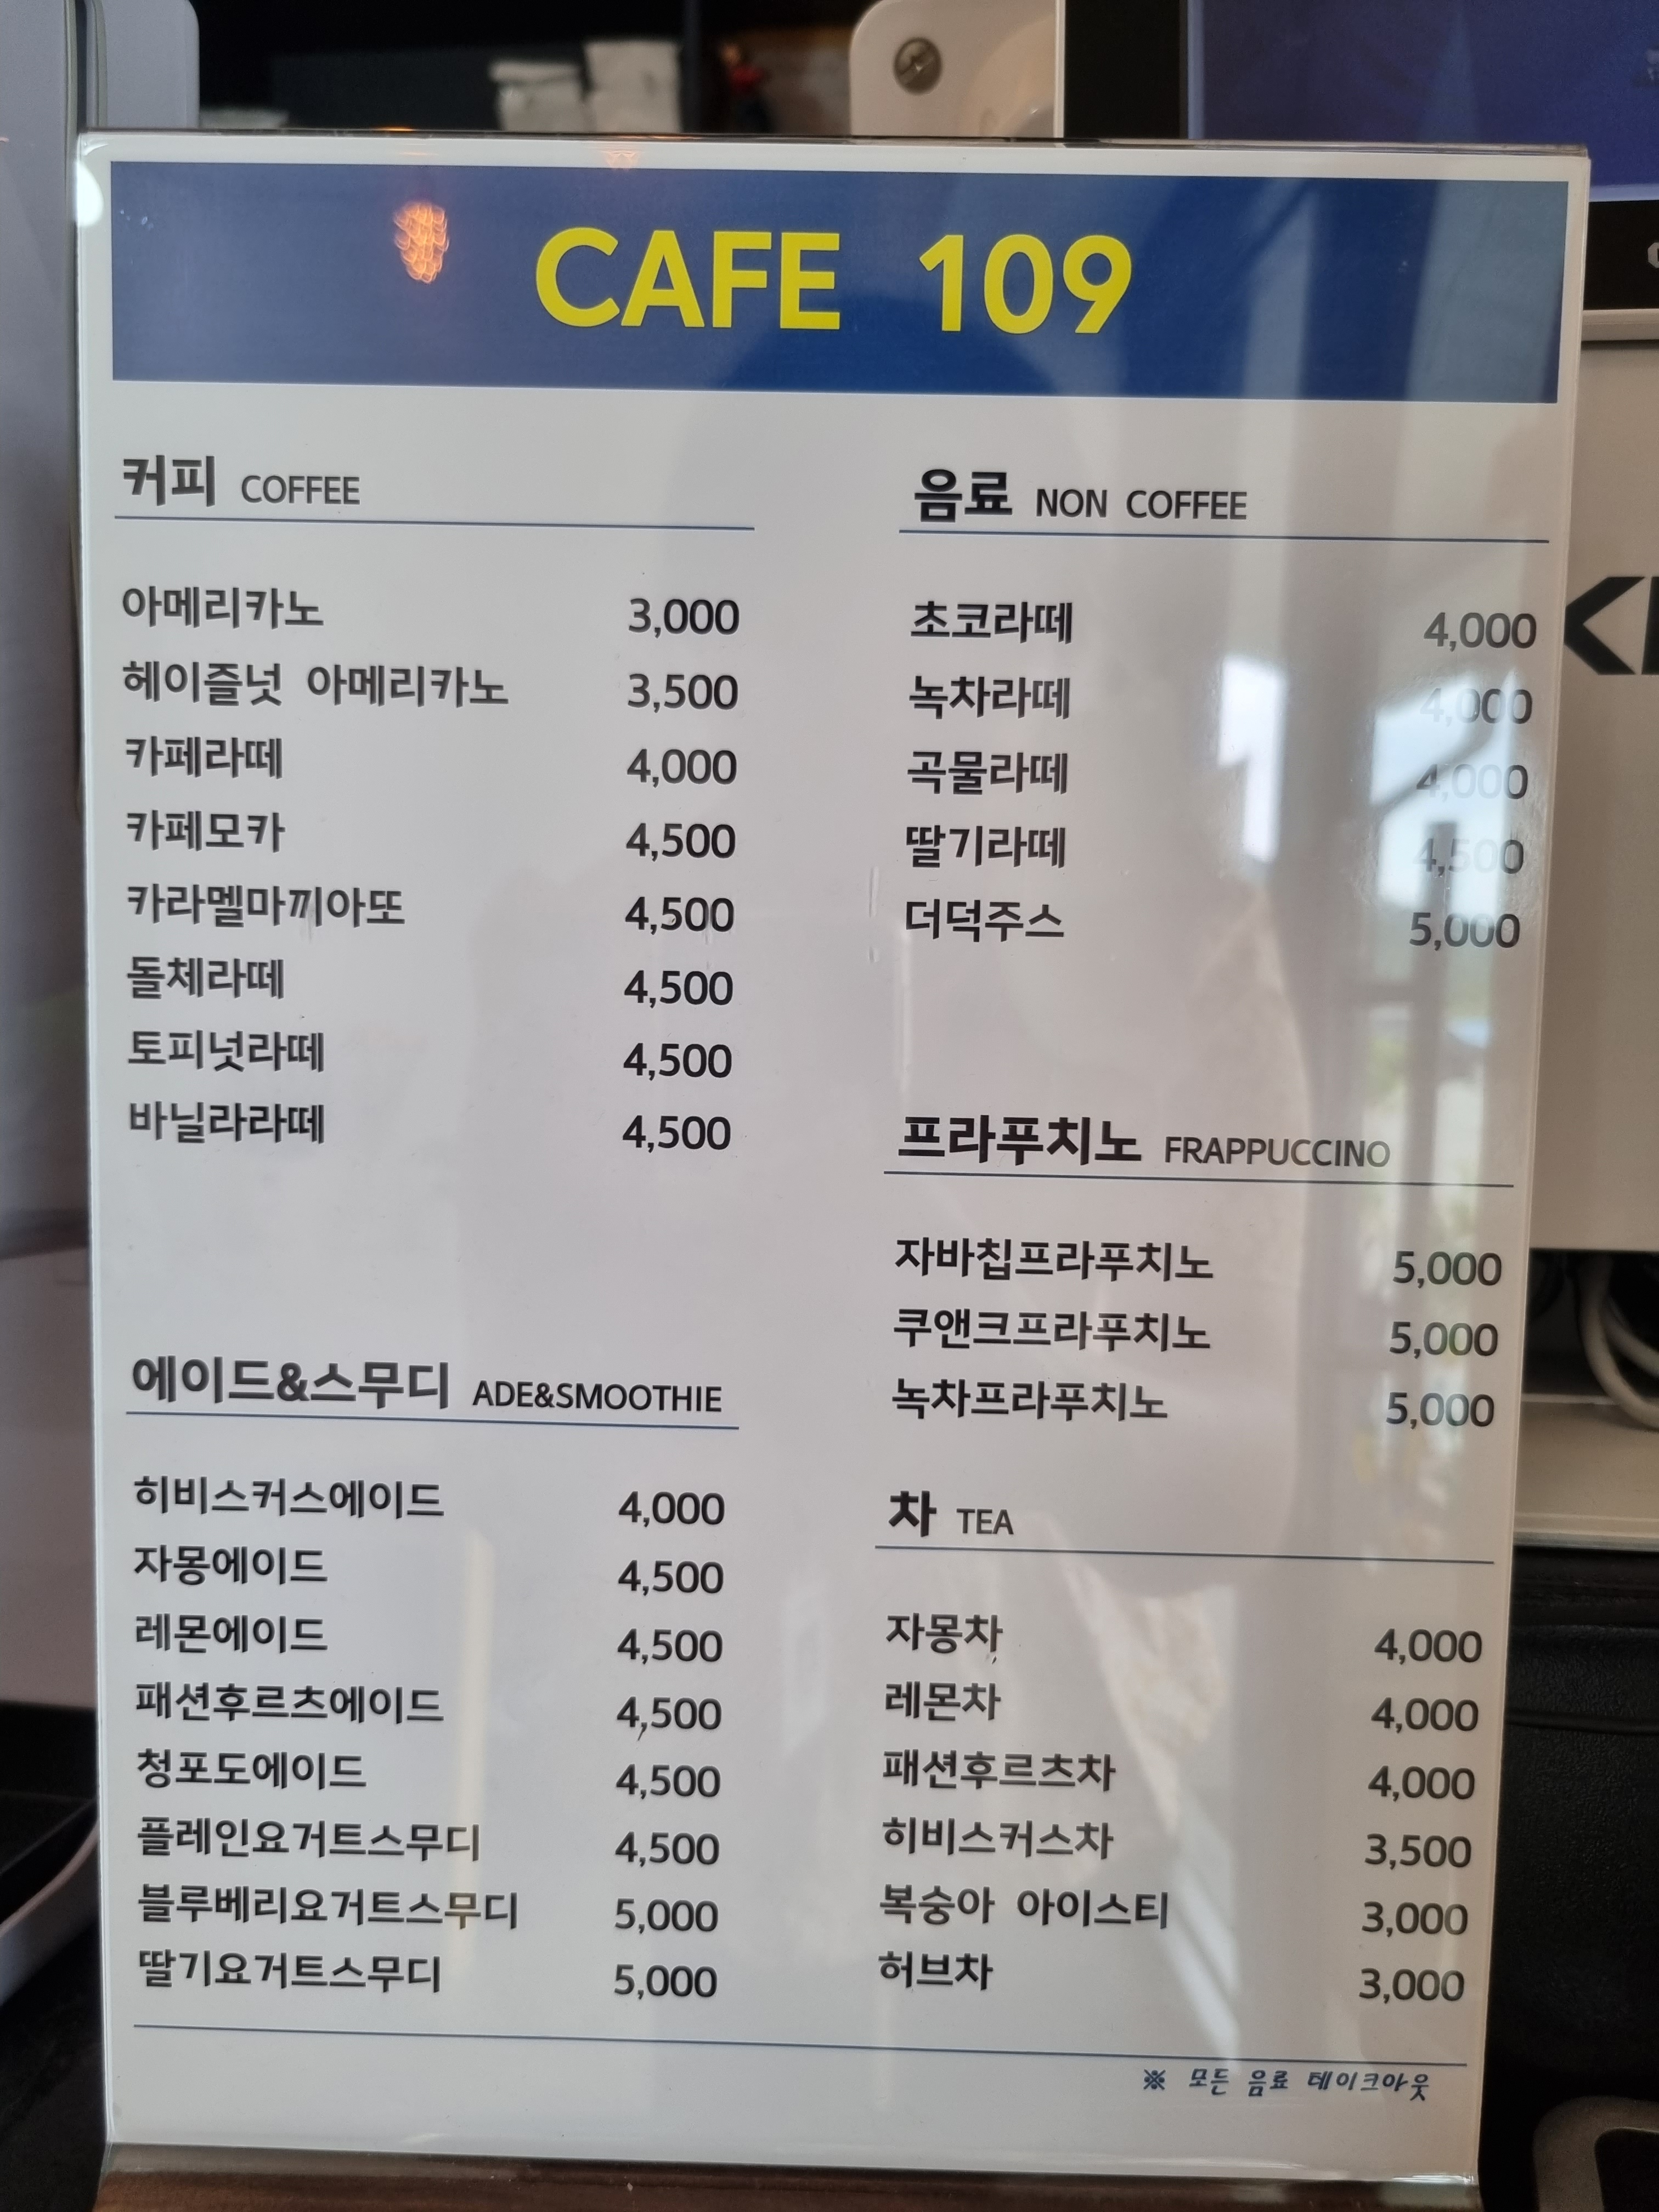 CAFE 109
커피 COFFEE
아메리카노 3,000
헤이즐넛 아메리카노 3,500
카페라떼 4,000
카페모카 4,500
카라멜마끼아또 4,500
돌체라떼 4,500
토피넛라떼 4,500
바닐라라떼 4,500
에이드&스무디 ADE&SMOOTHIE
히비스커스에이드 4,000
자몽에이드 4,500
레몬에이드 4,500
패션후르츠에이드 4,500
청포도에이드 4,500
플레인요거트스무디 4,500
블루베리요거트스무디 5,000
딸기요거트스무디 5,000
음료 NON COFFEE
초코라떼 4,000
녹차라떼 4,000
곡물라떼 4,000
딸기라떼 4,500
더덕주스 5,000
프라푸치노 FRAPPUCCINO
자바칩프라푸치노 5,000
쿠앤크프라푸치노 5,000
녹차프라푸치노 5,000
차 TEA
자몽차 4,000
레몬차 4,000
패션후르츠차 4,000
히비스커스차 3,500
복숭아 아이스티 3,000
허브차 3,000
※ 모든 음료 테이크아웃